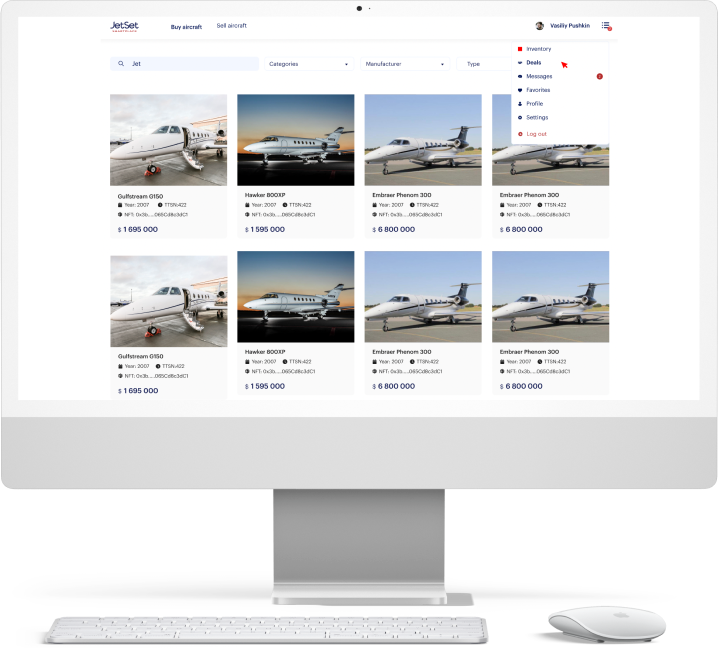 JetSet
Buy aircraft
Sell aircraft
Vasiliy Pushkin
Jet
Categories
Manufacturer
Type
Inventory
Deals
Messages
2
Favorites
Profile
Settings
Log out
Gulfstream G150
Year: 2007 TTSN:422
NFT: 0x3b.....065Cd8c3dC1
$ 1 695 000
Hawker 800XP
Year: 2007 TTSN:422
NFT: 0x3b.....065Cd8c3dC1
$ 1 595 000
Embraer Phenom 300
Year: 2007 TTSN:422
NFT: 0x3b.....065Cd8c3dC1
$ 6 800 000
Embraer Phenom 300
Year: 2007 TTSN:422
NFT: 0x3b.....065Cd8c3dC1
$ 6 800 000
Gulfstream G150
Year: 2007 TTSN:422
NFT: 0x3b.....065Cd8c3dC1
$ 1 695 000
Hawker 800XP
Year: 2007 TTSN:422
NFT: 0x3b.....065Cd8c3dC1
$ 1 595 000
Embraer Phenom 300
Year: 2007 TTSN:422
NFT: 0x3b.....065Cd8c3dC1
$ 6 800 000
Embraer Phenom 300
Year: 2007 TTSN:422
NFT: 0x3b.....065Cd8c3dC1
$ 6 800 000